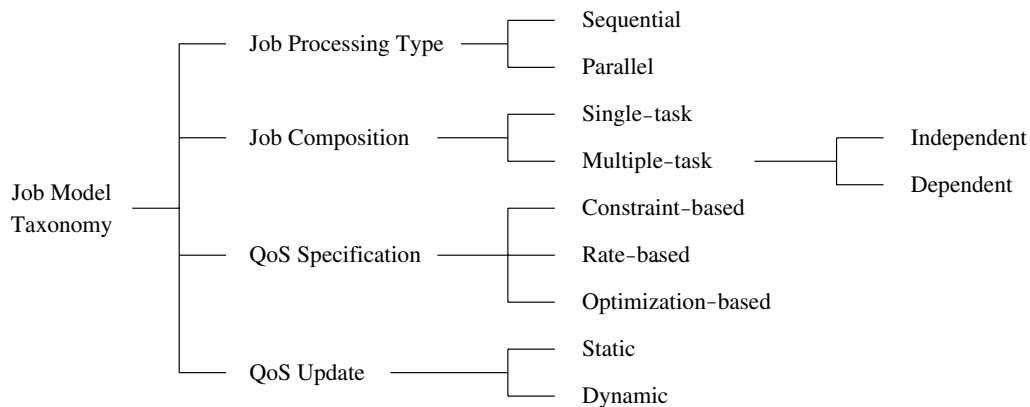 Job Model
Taxonomy
Job Processing Type
Sequential
Parallel
Job Composition
Single-task
Multiple-task
Independent
Dependent
QoS Specification
Constraint-based
Rate-based
Optimization-based
QoS Update
Static
Dynamic